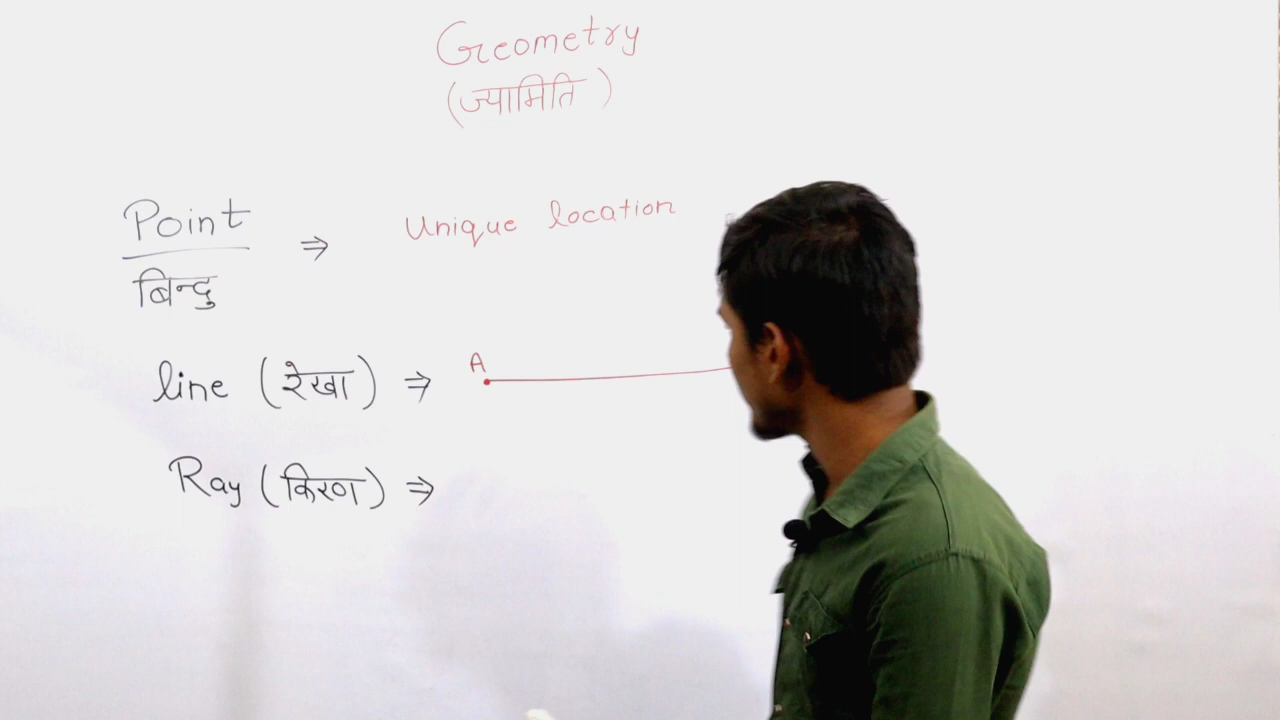 Geometry
(ज्यामिति)
Point
बिन्दु
⇒ Unique location
line (रेखा) ⇒ A
Ray (किरण) ⇒